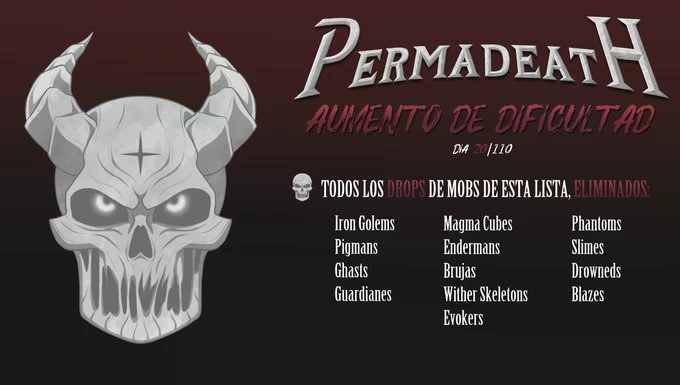 PERMADEATH
AUMENTO DE DIFICULTAD
DIA 20|110
TODOS LOS DROPS DE MOBS DE ESTA LISTA, ELIMINADOS:
Iron Golems
Pigmans
Ghasts
Guardianes
Magma Cubes
Endermans
Brujas
Wither Skeletons
Evokers
Phantoms
Slimes
Drowneds
Blazes